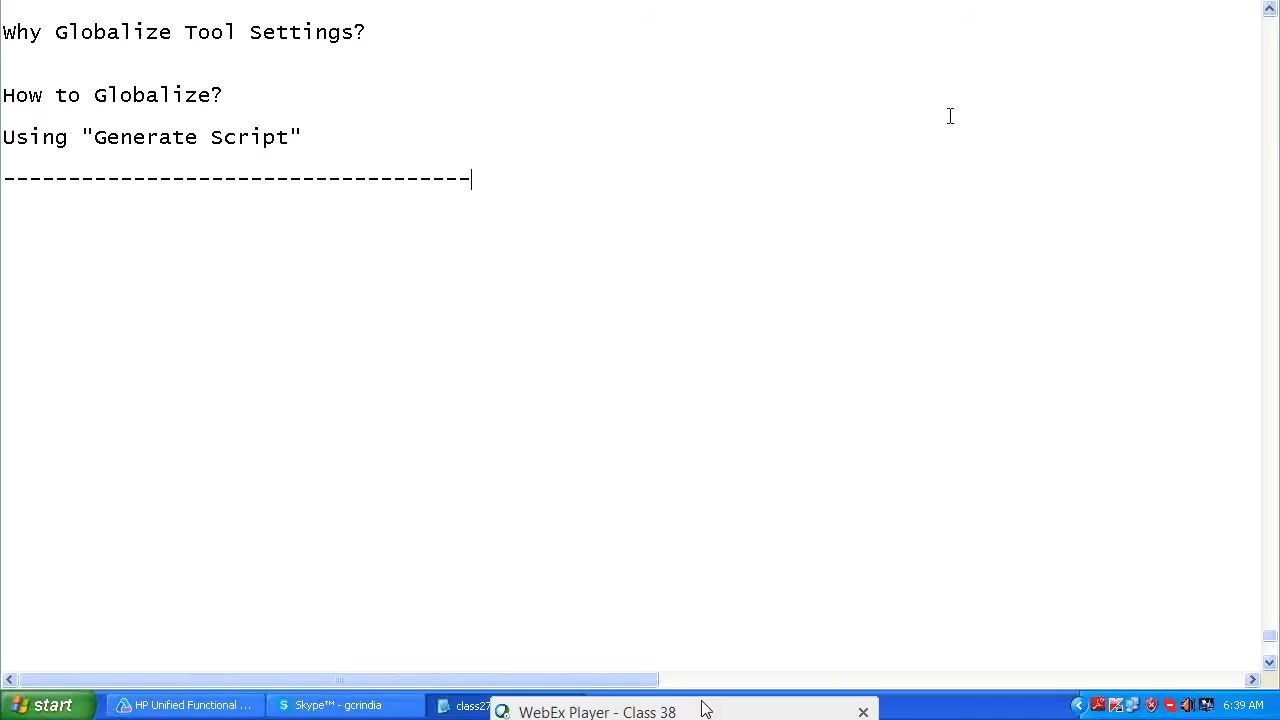 Why Globalize Tool Settings?
How to Globalize?
Using "Generate Script"
------------------------------------
start
HP Unified Functional ...
Skype™ - gcrindia
class27
WebEx Player - Class 38
6:39 AM